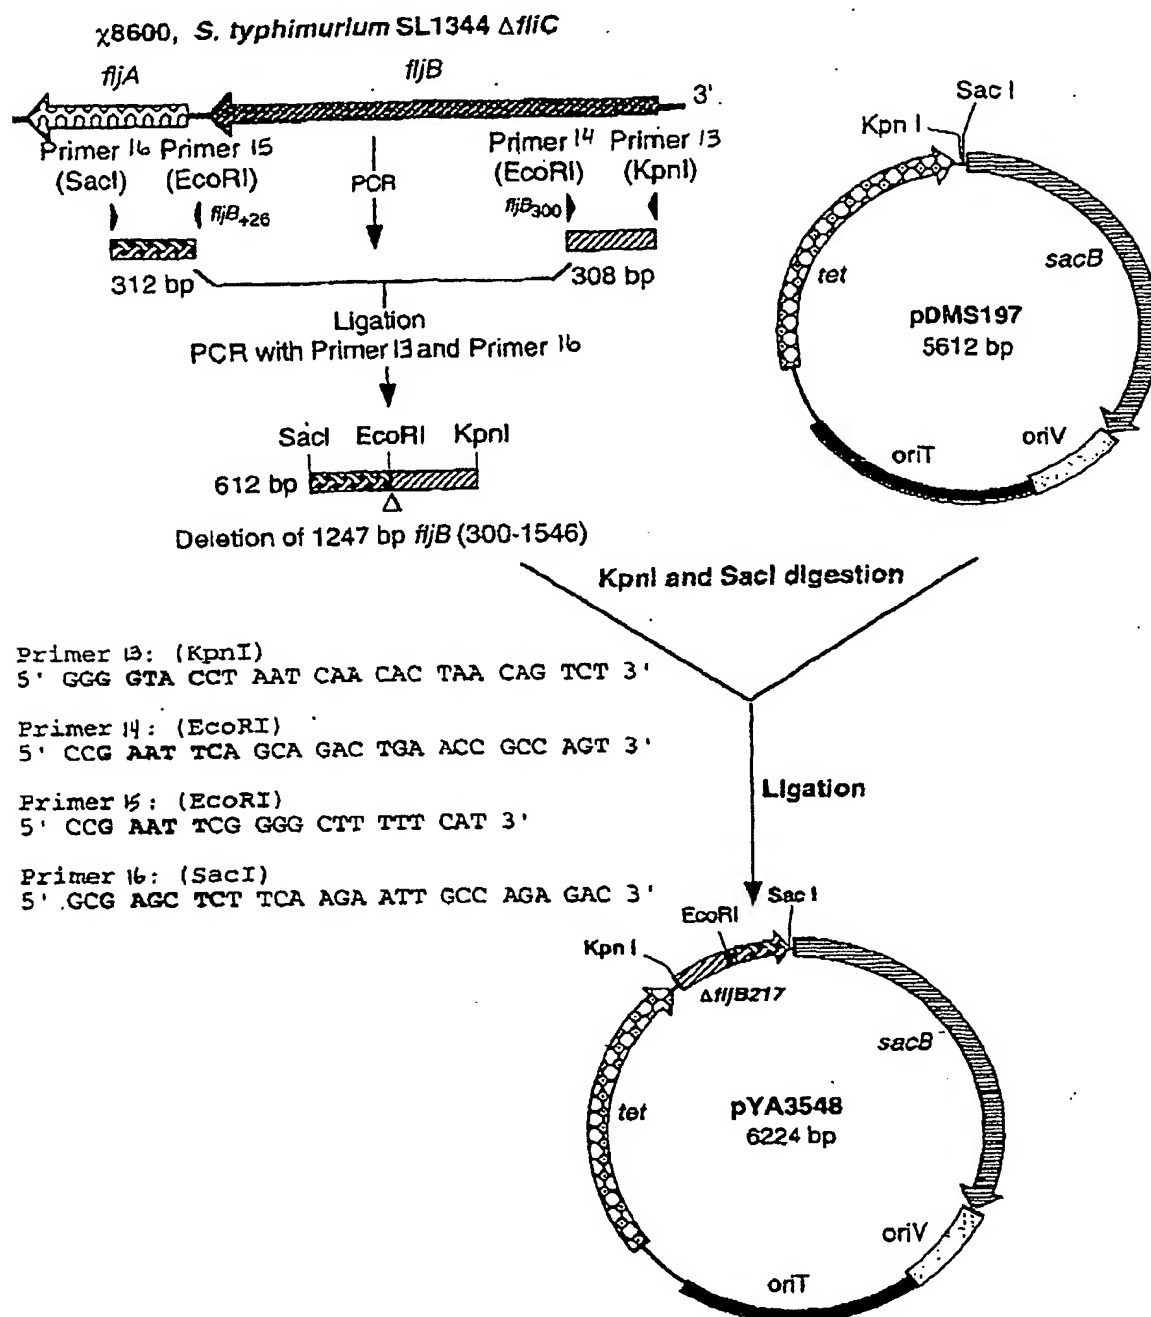 χ8600, S. typhimurium SL1344 ΔfliC
fljA
fljB
3'
Primer 16
(SacI)
Primer 15
(EcoRI)
PCR
Primer 14
(EcoRI)
Primer 13
(KpnI)
fljB+26
fljB300
312 bp
308 bp
Ligation
PCR with Primer 13 and Primer 16
SacI EcoRI KpnI
612 bp
Δ
Deletion of 1247 bp fljB (300-1546)
Kpn I
Sac I
tet
sacB
pDMS197
5612 bp
oriV
oriT
KpnI and SacI digestion
Primer 13: (KpnI)
5' GGG GTA CCT AAT CAA CAC TAA CAG TCT 3'
Primer 14: (EcoRI)
5' CCG AAT TCA GCA GAC TGA ACC GCC AGT 3'
Primer 15: (EcoRI)
5' CCG AAT TCG GGG CTT TTT CAT 3'
Primer 16: (SacI)
5' GCG AGC TCT TCA AGA ATT GCC AGA GAC 3'
Ligation
Kpn I
EcoRI
Sac I
ΔfljB217
tet
sacB
pYA3548
6224 bp
oriV
oriT